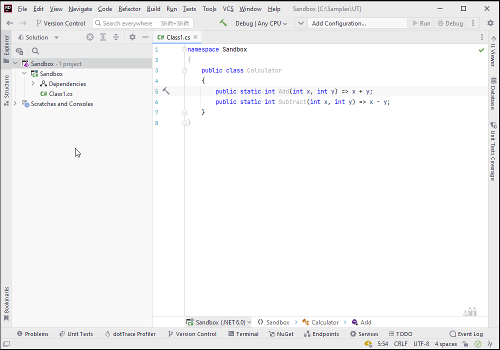 File Edit View Navigate Code Refactor Build Run Tests Tools VCS Window Help Sandbox [C:\Samples\UT]
Version Control Search everywhere Shift+Shift Debug | Any CPU Add Configuration... Run Debug
Solution
Class1.cs
Sandbox · 1 project
Sandbox
Dependencies
Class1.cs
Scratches and Consoles
1 namespace Sandbox
2 {
3 public class Calculator
4 {
5 public static int Add(int x, int y) => x + y;
6 public static int Subtract(int x, int y) => x - y;
7 }
8 }
Explorer
Structure
Bookmarks
IL Viewer
Database
Unit Tests Coverage
Sandbox (.NET 6.0) Sandbox Calculator Add
Problems Unit Tests dotTrace Profiler Version Control Terminal NuGet Endpoints Services TODO Event Log
5:54 CRLF UTF-8 4 spaces